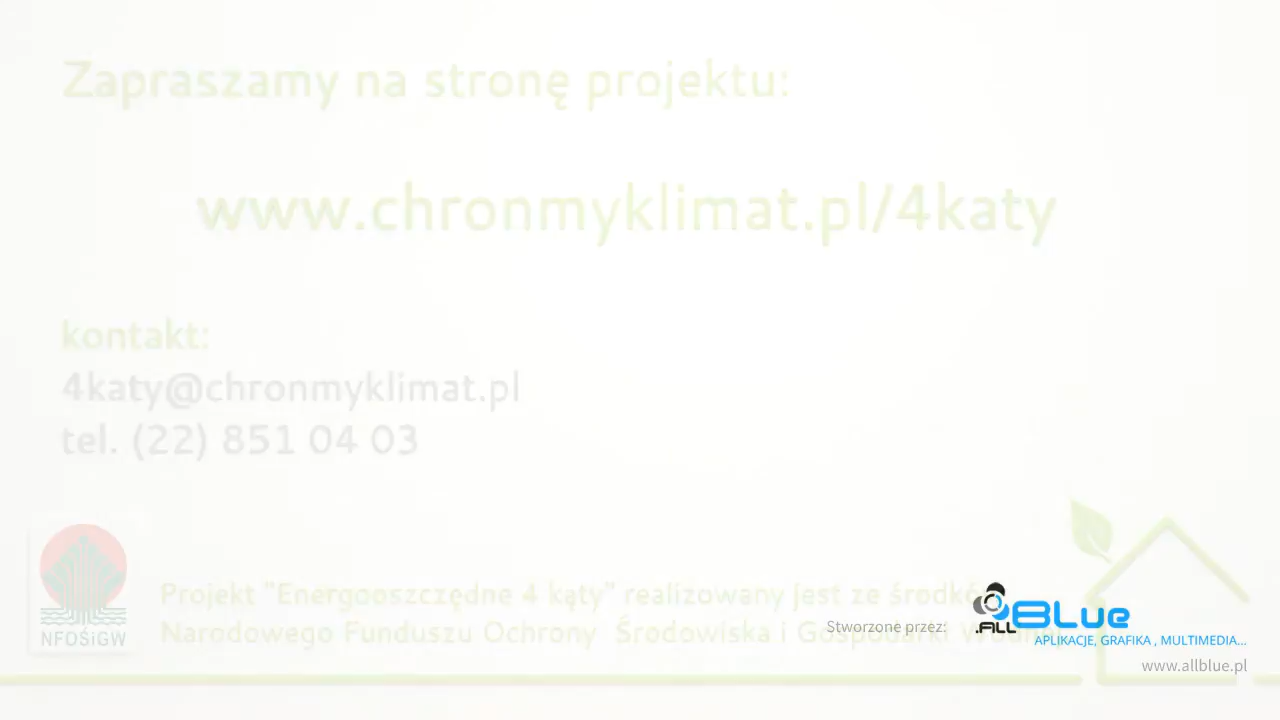 Zapraszamy na stronę projektu:
www.chronmyklimat.pl/4katy
kontakt:
4katy@chronmyklimat.pl
tel. (22) 851 04 03
NFOŚiGW
Projekt "Energooszczędne 4 kąty" realizowany jest ze środków
Narodowego Funduszu Ochrony Środowiska i Gospodarki Wodnej
Stworzone przez:
.ALL BLue
APLIKACJE, GRAFIKA , MULTIMEDIA...
www.allblue.pl